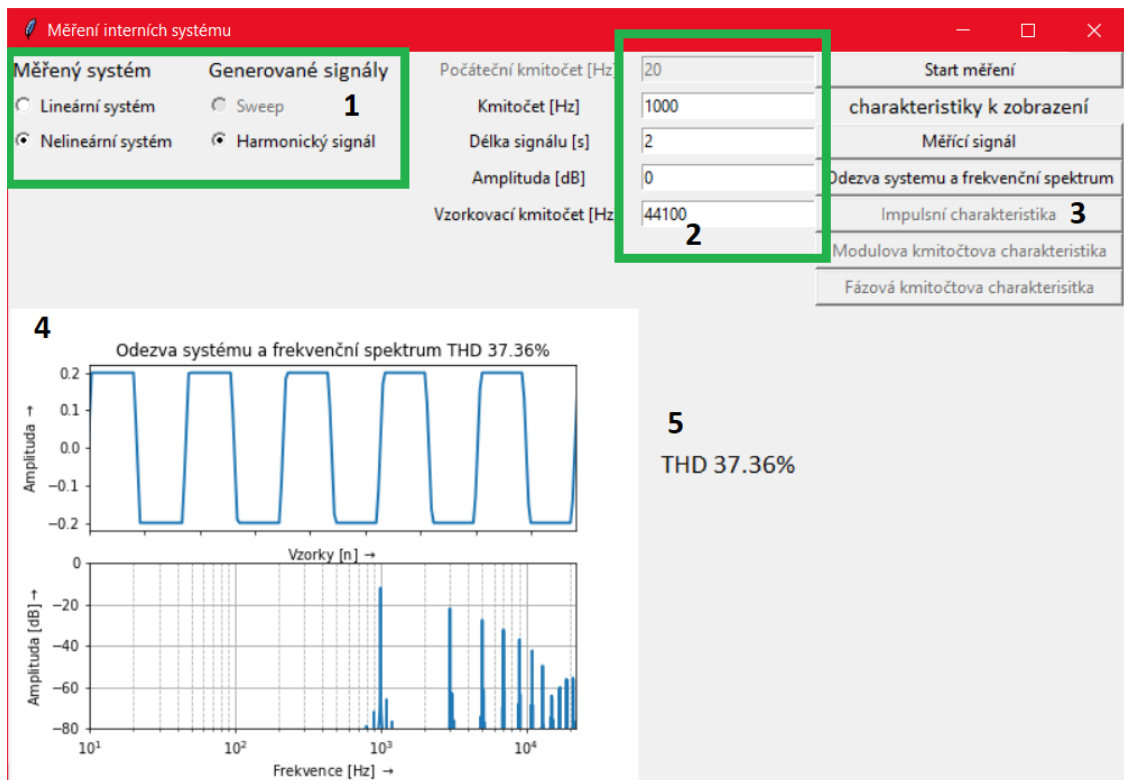 Měření interních systému
Měřený systém
Generované signály
Lineární systém
Sweep
1
Nelineární systém
Harmonický signál
Počáteční kmitočet [Hz]
20
Kmitočet [Hz]
1000
Délka signálu [s]
2
Amplituda [dB]
0
Vzorkovací kmitočet [Hz
44100
2
Start měření
charakteristiky k zobrazení
Měřící signál
Odezva systemu a frekvenční spektrum
Impulsní charakteristika
3
Modulova kmitočtova charakteristika
Fázová kmitočtova charakterisitka
4
Odezva systému a frekvenční spektrum THD 37.36%
Amplituda →
0.2
0.1
0.0
−0.1
−0.2
Vzorky [n] →
Amplituda [dB] →
0
−20
−40
−60
−80
10¹
10²
10³
10⁴
Frekvence [Hz] →
5
THD 37.36%